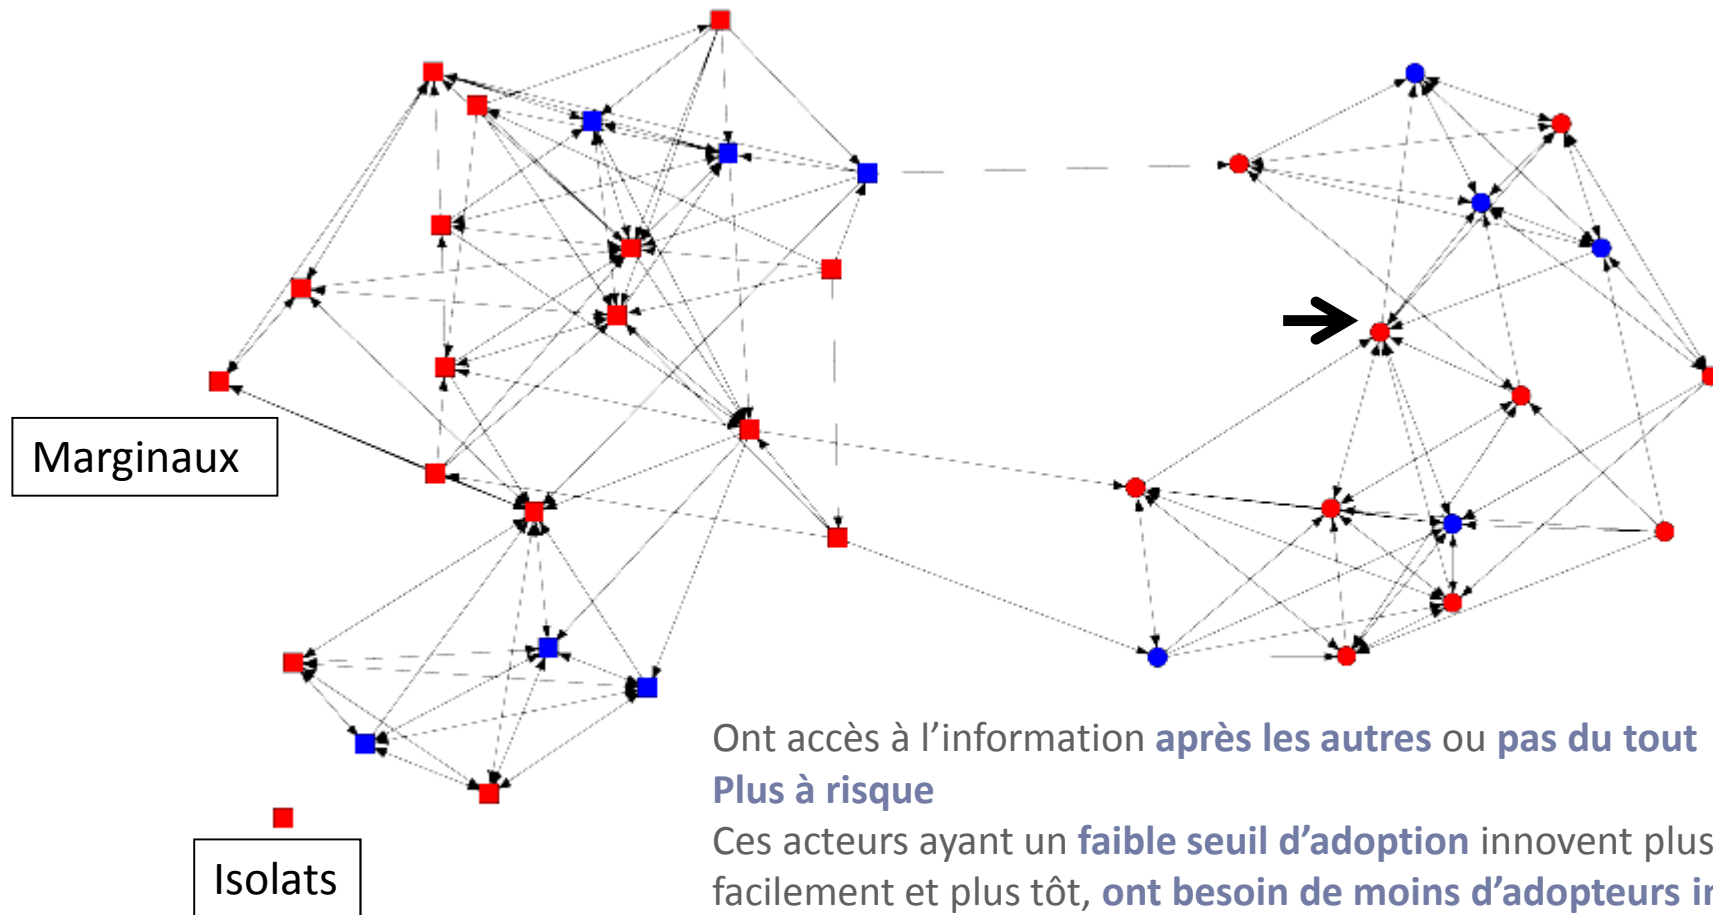 Marginaux
Ont accès à l’information après les autres ou pas du tout
Plus à risque
Ces acteurs ayant un faible seuil d’adoption innovent plus
Isolats
facilement et plus tôt, ont besoin de moins d’adopteurs